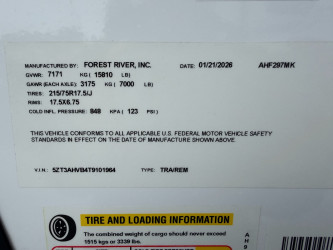 MANUFACTURED BY: FOREST RIVER, INC. DATE: 01/21/2026 AHF297MK
GVWR: 7171 KG ( 15810 LB)
GAWR (EACH AXLE): 3175 KG ( 7000 LB)
TIRES: 215/75R17.5/J
RIMS: 17.5X6.75
COLD INFL. PRESSURE: 848 KPA ( 123 PSI)
THIS VEHICLE CONFORMS TO ALL APPLICABLE U.S. FEDERAL MOTOR VEHICLE SAFETY
STANDARDS IN EFFECT ON THE DATE OF MANUFACTURE SHOWN ABOVE.
V.I.N.: 5ZT3AHVB4T9101964 TYPE: TRA/REM
TIRE AND LOADING INFORMATION
The combined weight of cargo should never exceed
1515 kg or 3339 lbs.